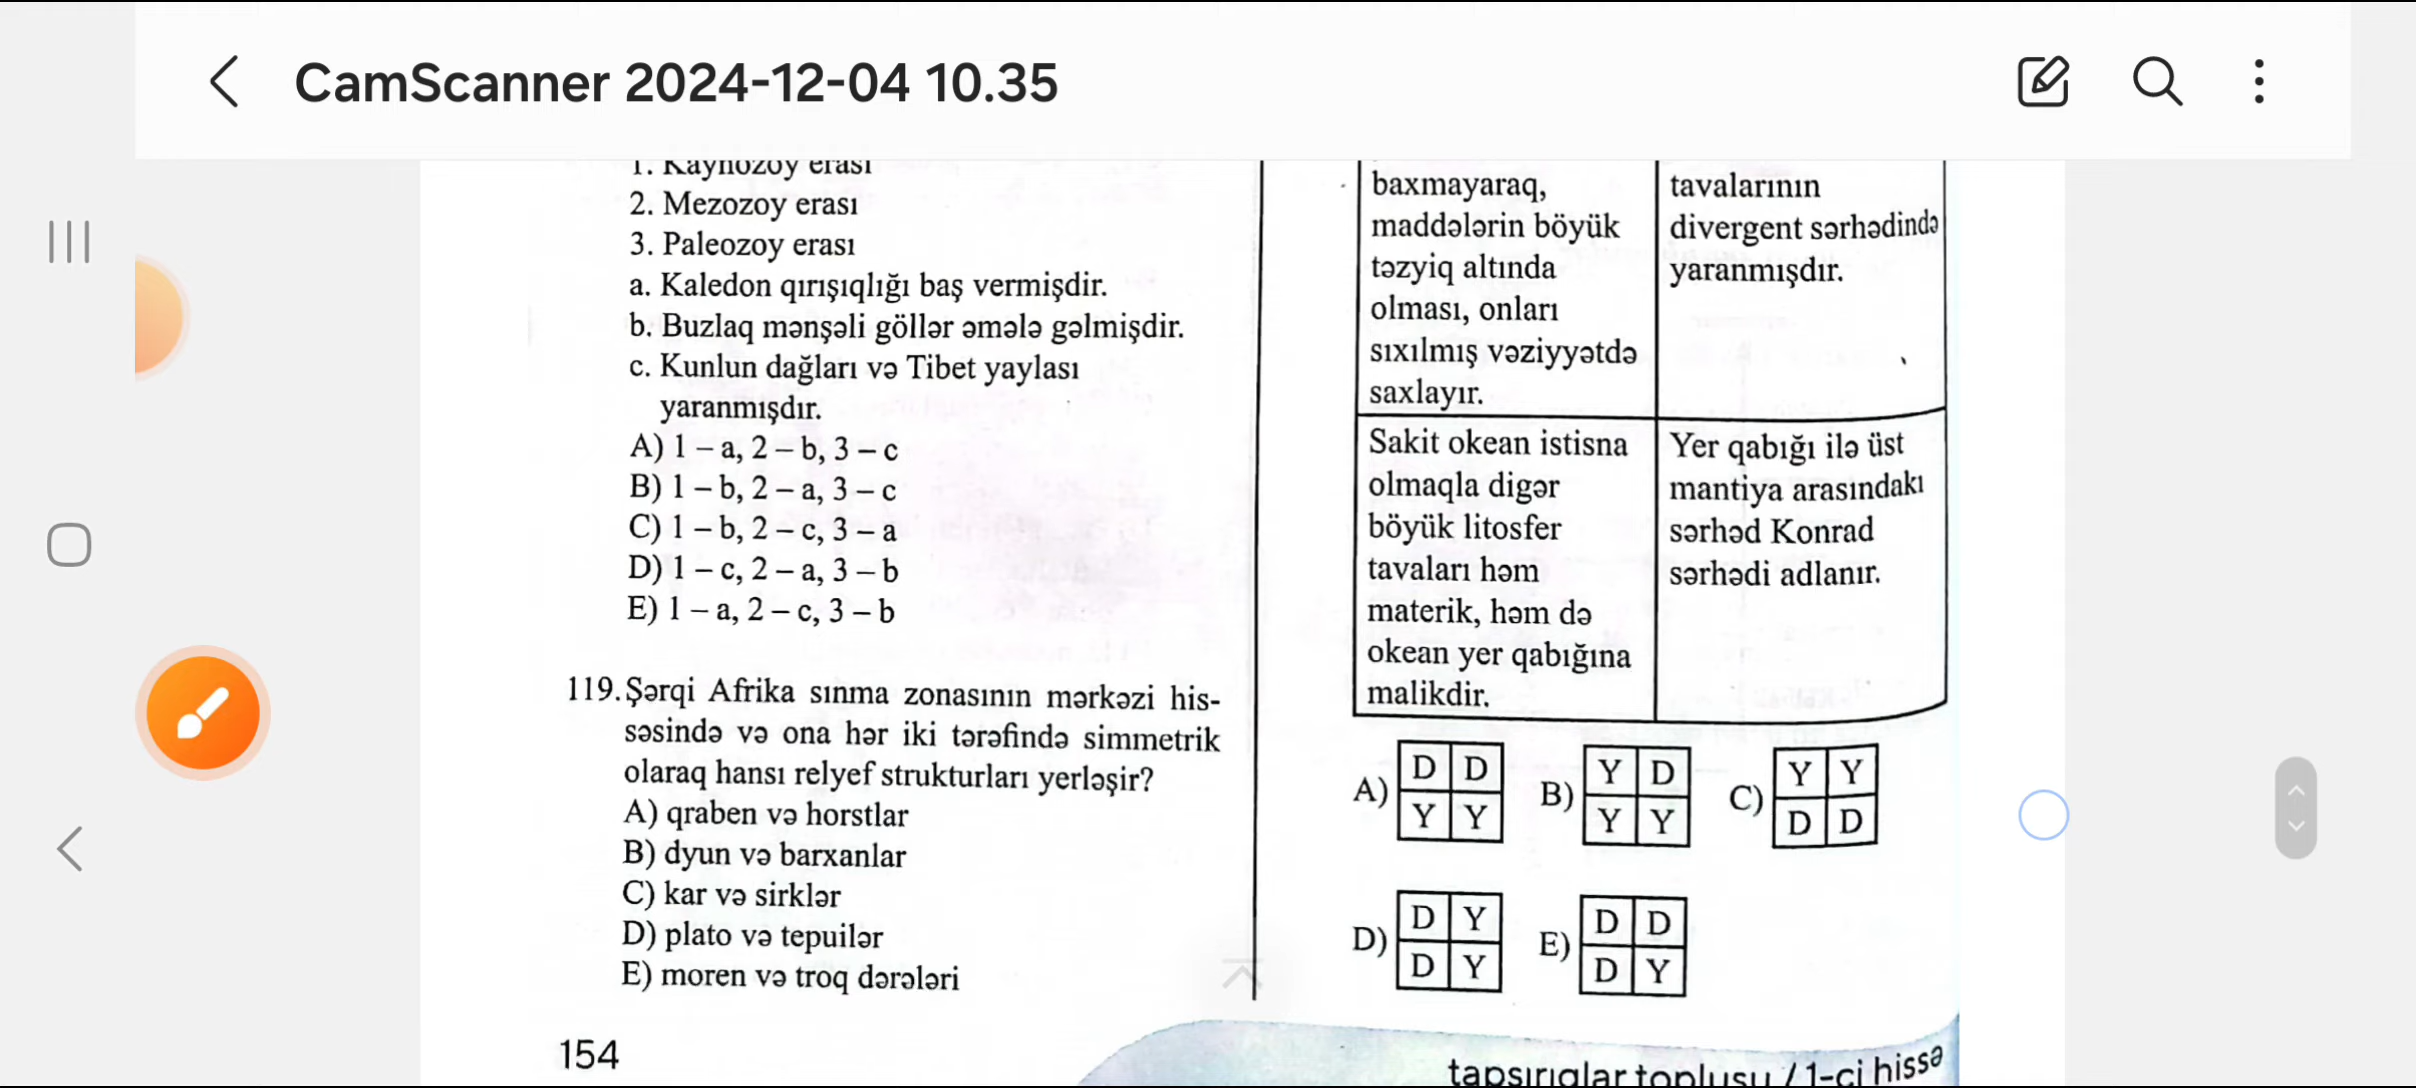 CamScanner 2024-12-04 10.35
1. Kaynozoy erası
2. Mezozoy erası
3. Paleozoy erası
a. Kaledon qırışıqlığı baş vermişdir.
b. Buzlaq mənşəli göllər əmələ gəlmişdir.
c. Kunlun dağları və Tibet yaylası
yaranmışdır.
A) 1 – a, 2 – b, 3 – c
B) 1 – b, 2 – a, 3 – c
C) 1 – b, 2 – c, 3 – a
D) 1 – c, 2 – a, 3 – b
E) 1 – a, 2 – c, 3 – b
119. Şərqi Afrika sınma zonasının mərkəzi his-
səsində və ona hər iki tərəfində simmetrik
olaraq hansı relyef strukturları yerləşir?
A) qraben və horstlar
B) dyun və barxanlar
C) kar və sirklər
D) plato və tepuilər
E) moren və troq dərələri
154
baxmayaraq,
maddələrin böyük
təzyiq altında
olması, onları
sıxılmış vəziyyətdə
saxlayır.
tavalarının
divergent sərhədində
yaranmışdır.
Sakit okean istisna
olmaqla digər
böyük litosfer
tavaları həm
materik, həm də
okean yer qabığına
malikdir.
Yer qabığı ilə üst
mantiya arasındakı
sərhəd Konrad
sərhədi adlanır.
A) D D
Y Y
B) Y D
Y Y
C) Y Y
D D
D) D Y
D Y
E) D D
D Y
tapşırıqlar toplusu / 1-ci hissə